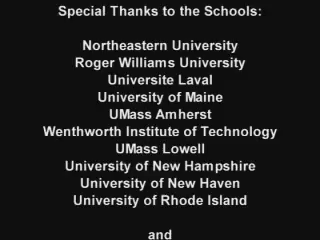 Special Thanks to the Schools:
Northeastern University
Roger Williams University
Universite Laval
University of Maine
UMass Amherst
Wenthworth Institute of Technology
UMass Lowell
University of New Hampshire
University of New Haven
University of Rhode Island
and